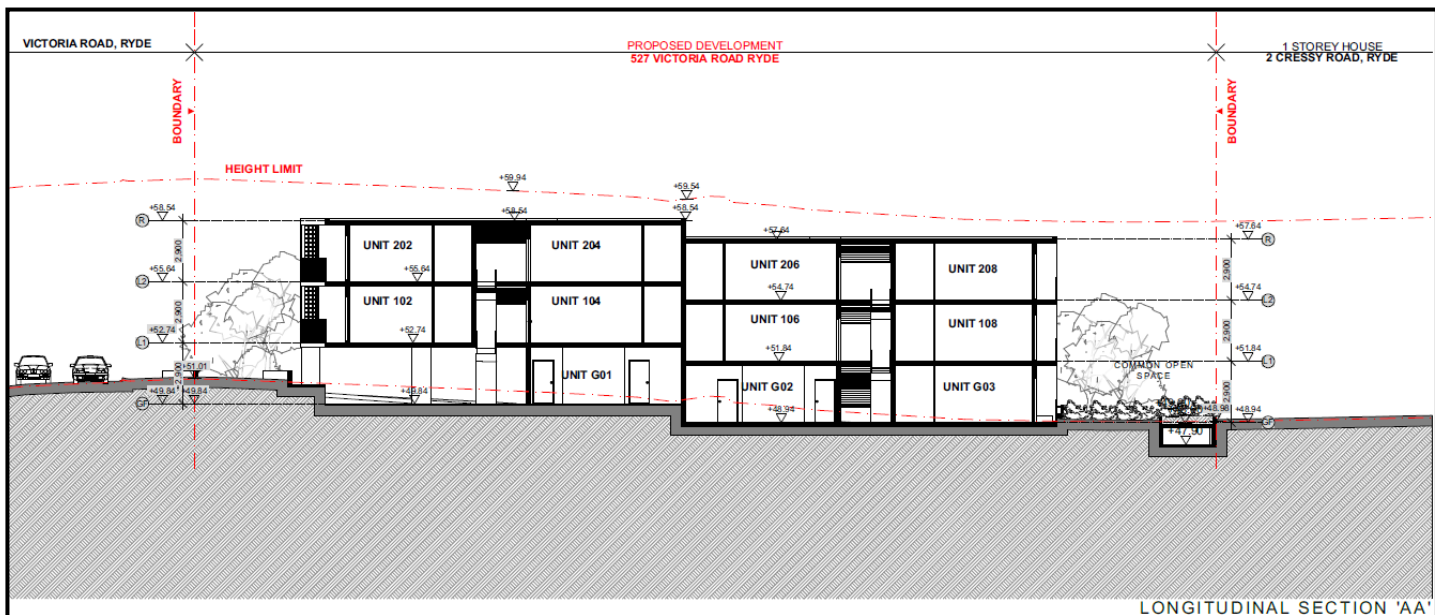 VICTORIA ROAD, RYDE
PROPOSED DEVELOPMENT
527 VICTORIA ROAD RYDE
1 STOREY HOUSE
2 CRESSY ROAD, RYDE
BOUNDARY
BOUNDARY
HEIGHT LIMIT
+59.94
+59.54
R
+58.54
+58.54
+58.54
+57.64
+57.64
R
2.900
UNIT 202
UNIT 204
UNIT 206
UNIT 208
2.900
L2
+55.64
+55.64
+54.74
+54.74
L2
2.900
UNIT 102
UNIT 104
UNIT 106
UNIT 108
2.900
L1
+52.74
+52.74
+51.84
+51.84
L1
COMMON OPEN
SPACE
2.900
+51.01
UNIT G01
UNIT G02
UNIT G03
2.900
GF
+49.84
+49.84
+49.84
+48.94
+48.98
+48.94
GF
+47.90
LONGITUDINAL SECTION 'AA'